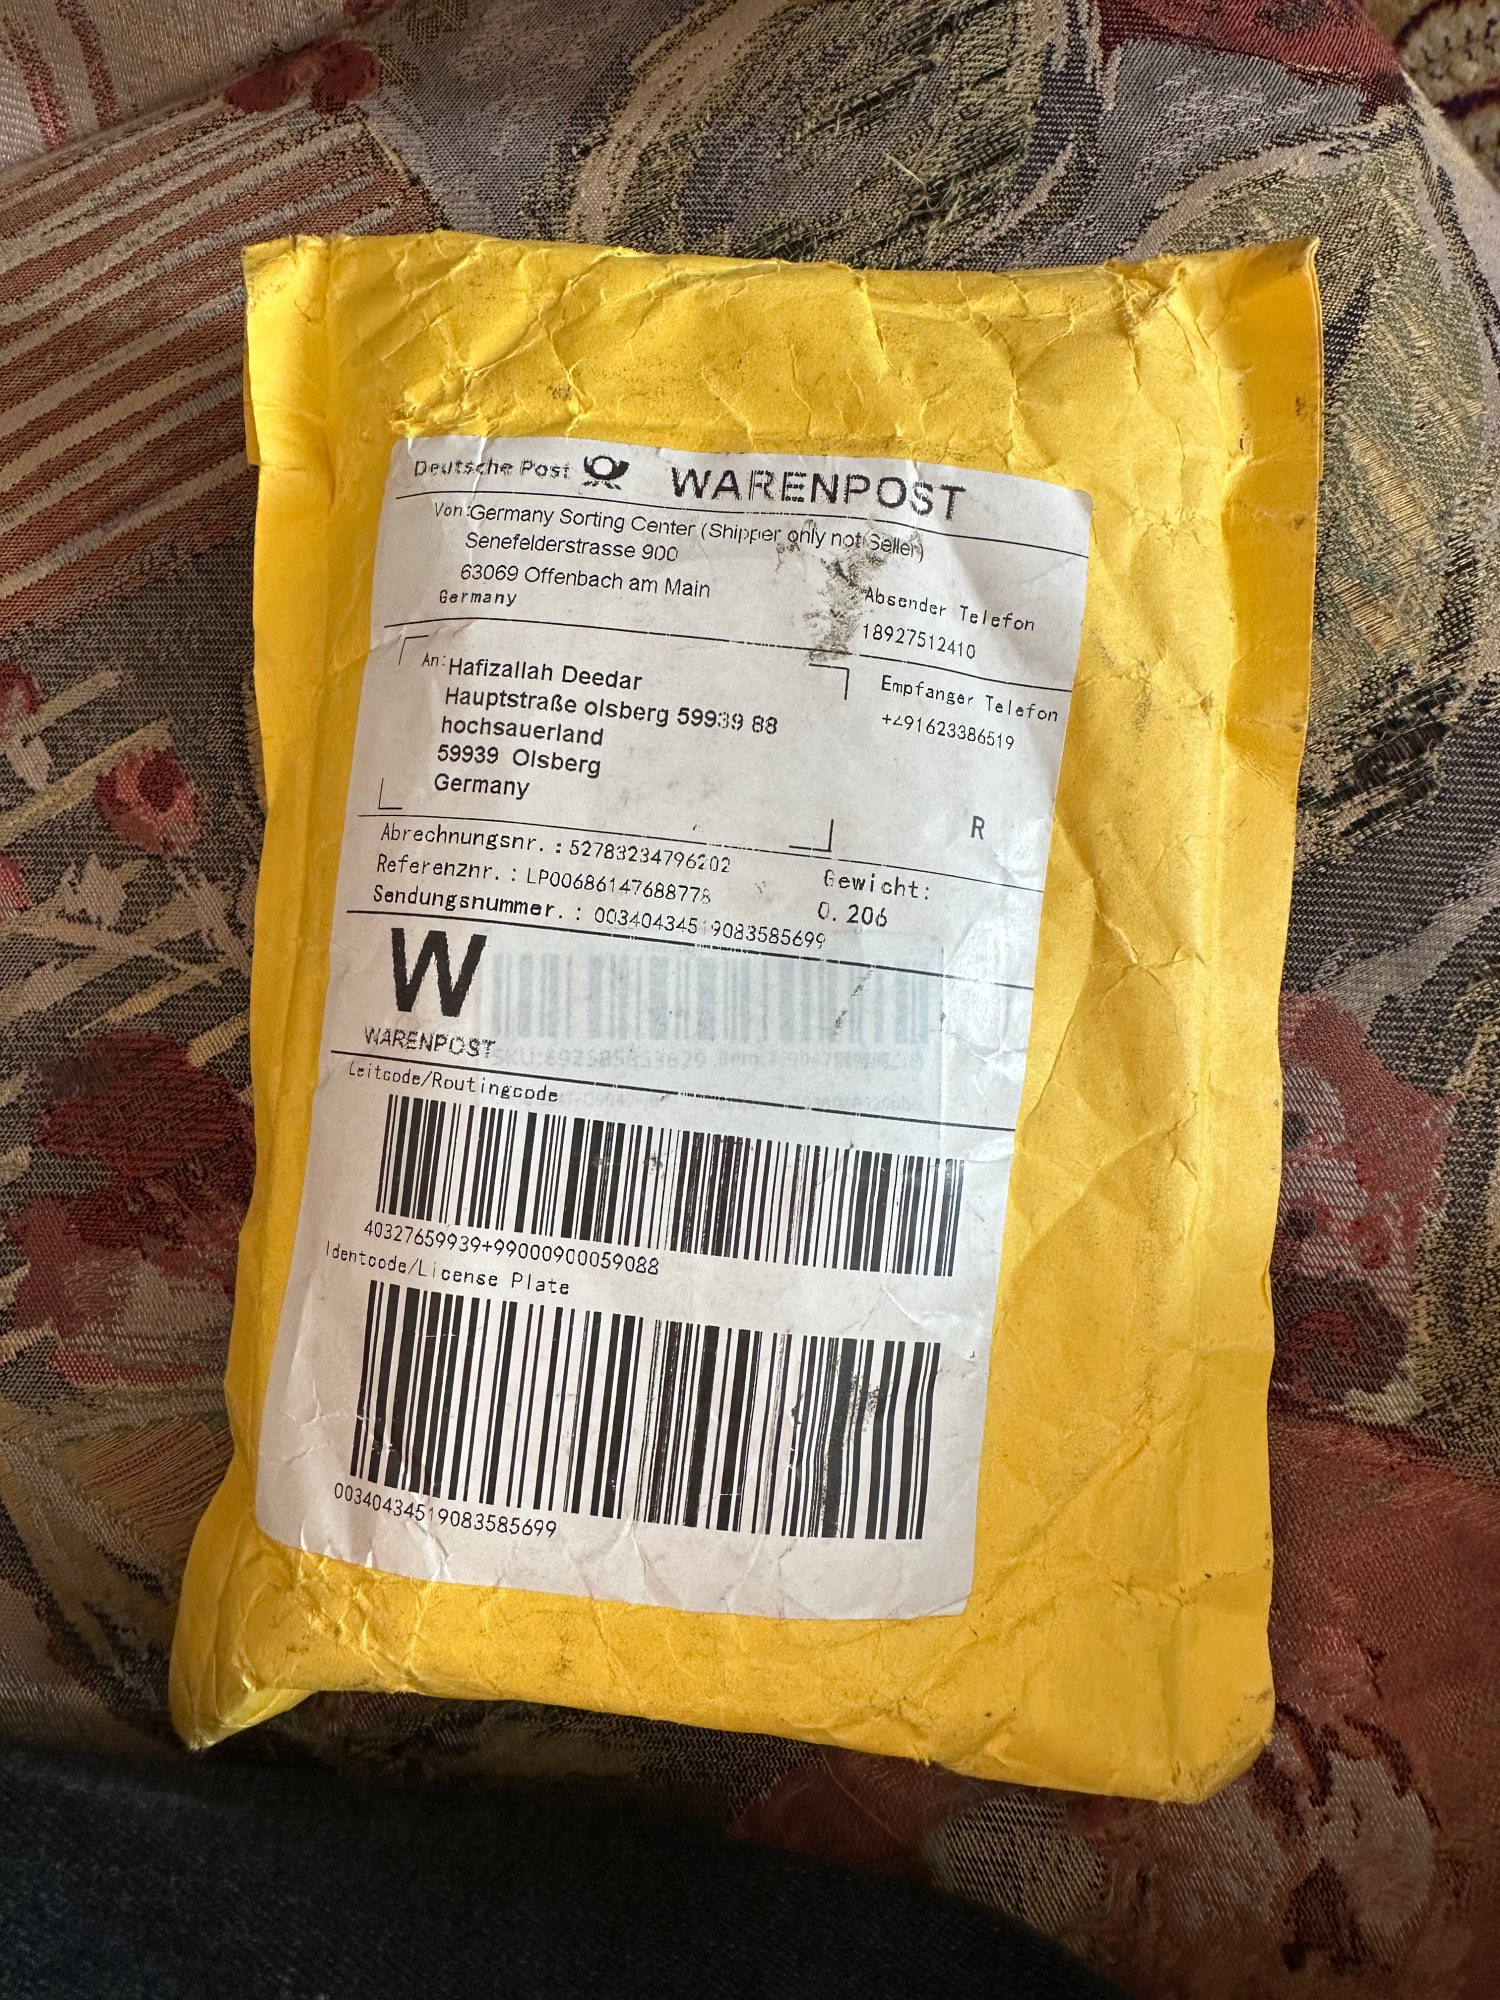 Deutsche Post WARENPOST
Von:Germany Sorting Center (Shipper only not Seller)
Senefelderstrasse 900
63069 Offenbach am Main
Germany
Absender Telefon
18927512410
An:Hafizallah Deedar
Hauptstraße olsberg 59939 88
hochsauerland
59939 Olsberg
Germany
Empfanger Telefon
+491623386519
R
Abrechnungsnr.:52783234796202
Referenznr.:LP00686147688778
Sendungsnummer.: 00340434519083585699
Gewicht:
0.206
W
WARENPOST
Leitcode/Routingcode
40327659939+99000900059088
Identcode/License Plate
00340434519083585699